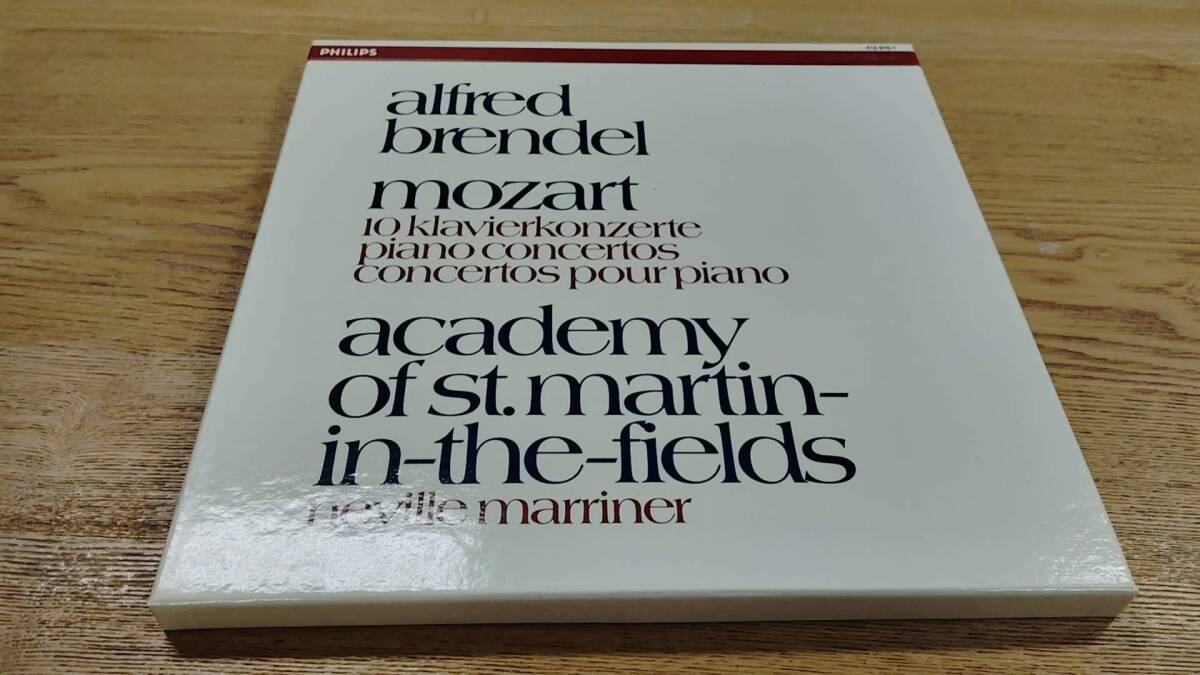 PHILIPS
alfred
brendel
mozart
10 klavierkonzerte
piano concertos
concertos pour piano
academy
of st. martin-
in-the-fields
neville marriner